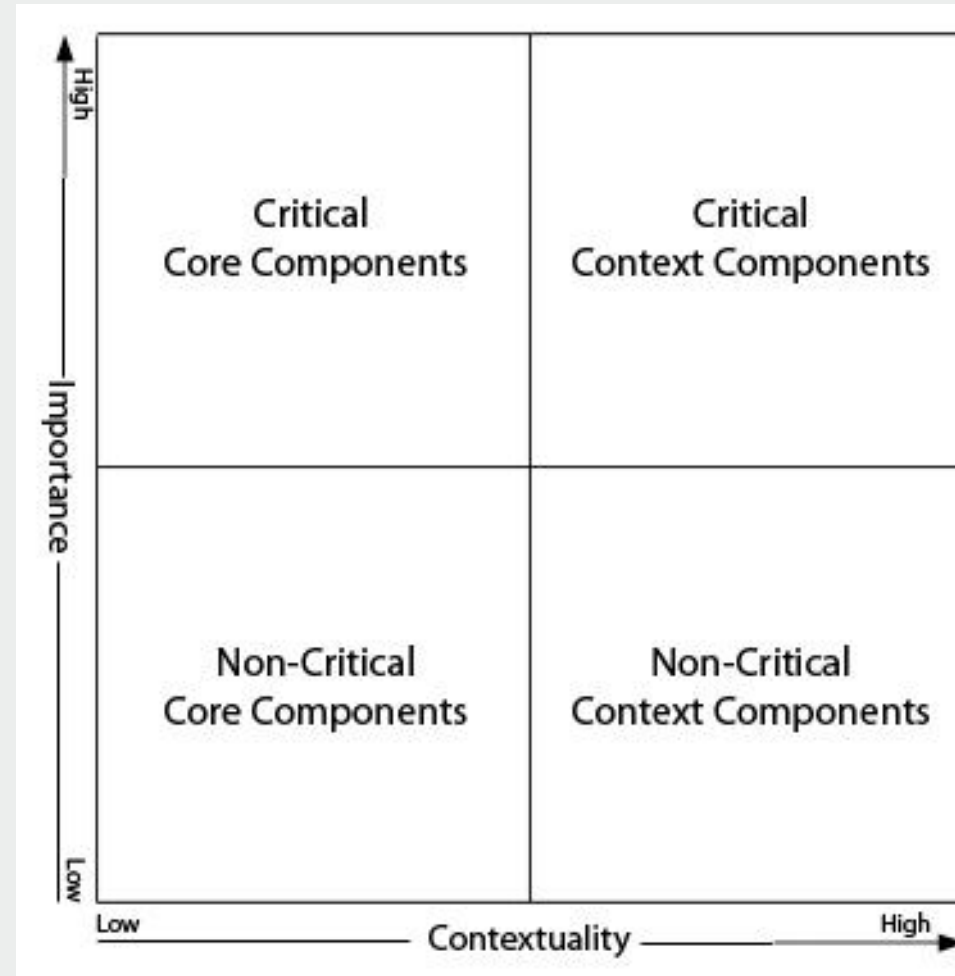 High
Critical
Core Components
Critical
Context Components
Importance
Non-Critical
Core Components
Non-Critical
Context Components
Low
Low
High
Contextuality